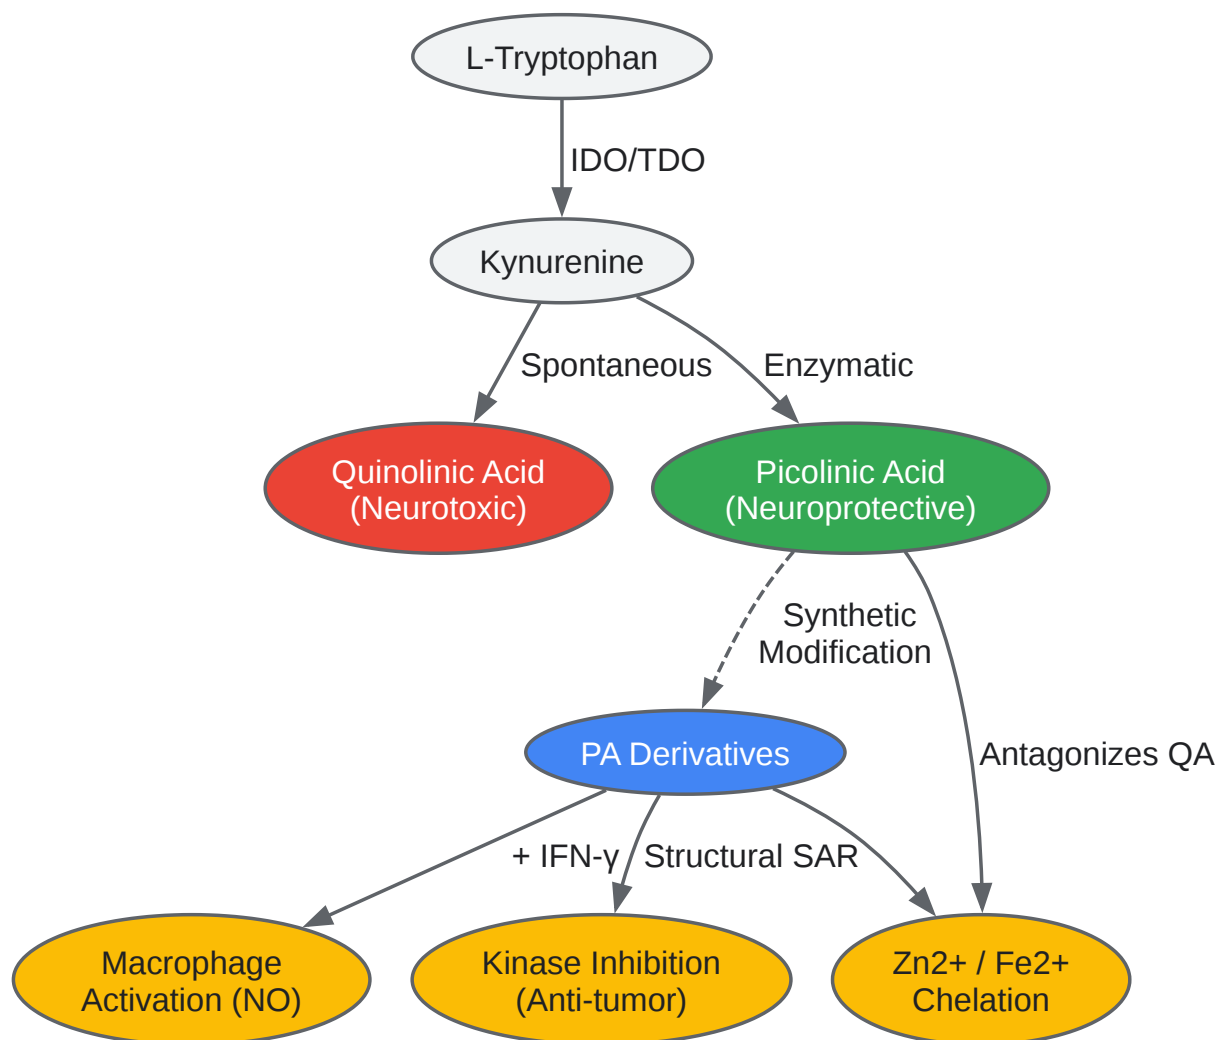 L-Tryptophan
IDO/TDO
Kynurenine
Spontaneous
Enzymatic
Quinolinic Acid
(Neurotoxic)
Picolinic Acid
(Neuroprotective)
Synthetic
Modification
PA Derivatives
Antagonizes QA
+ IFN-γ
Structural SAR
Macrophage
Activation (NO)
Kinase Inhibition
(Anti-tumor)
Zn2+ / Fe2+
Chelation